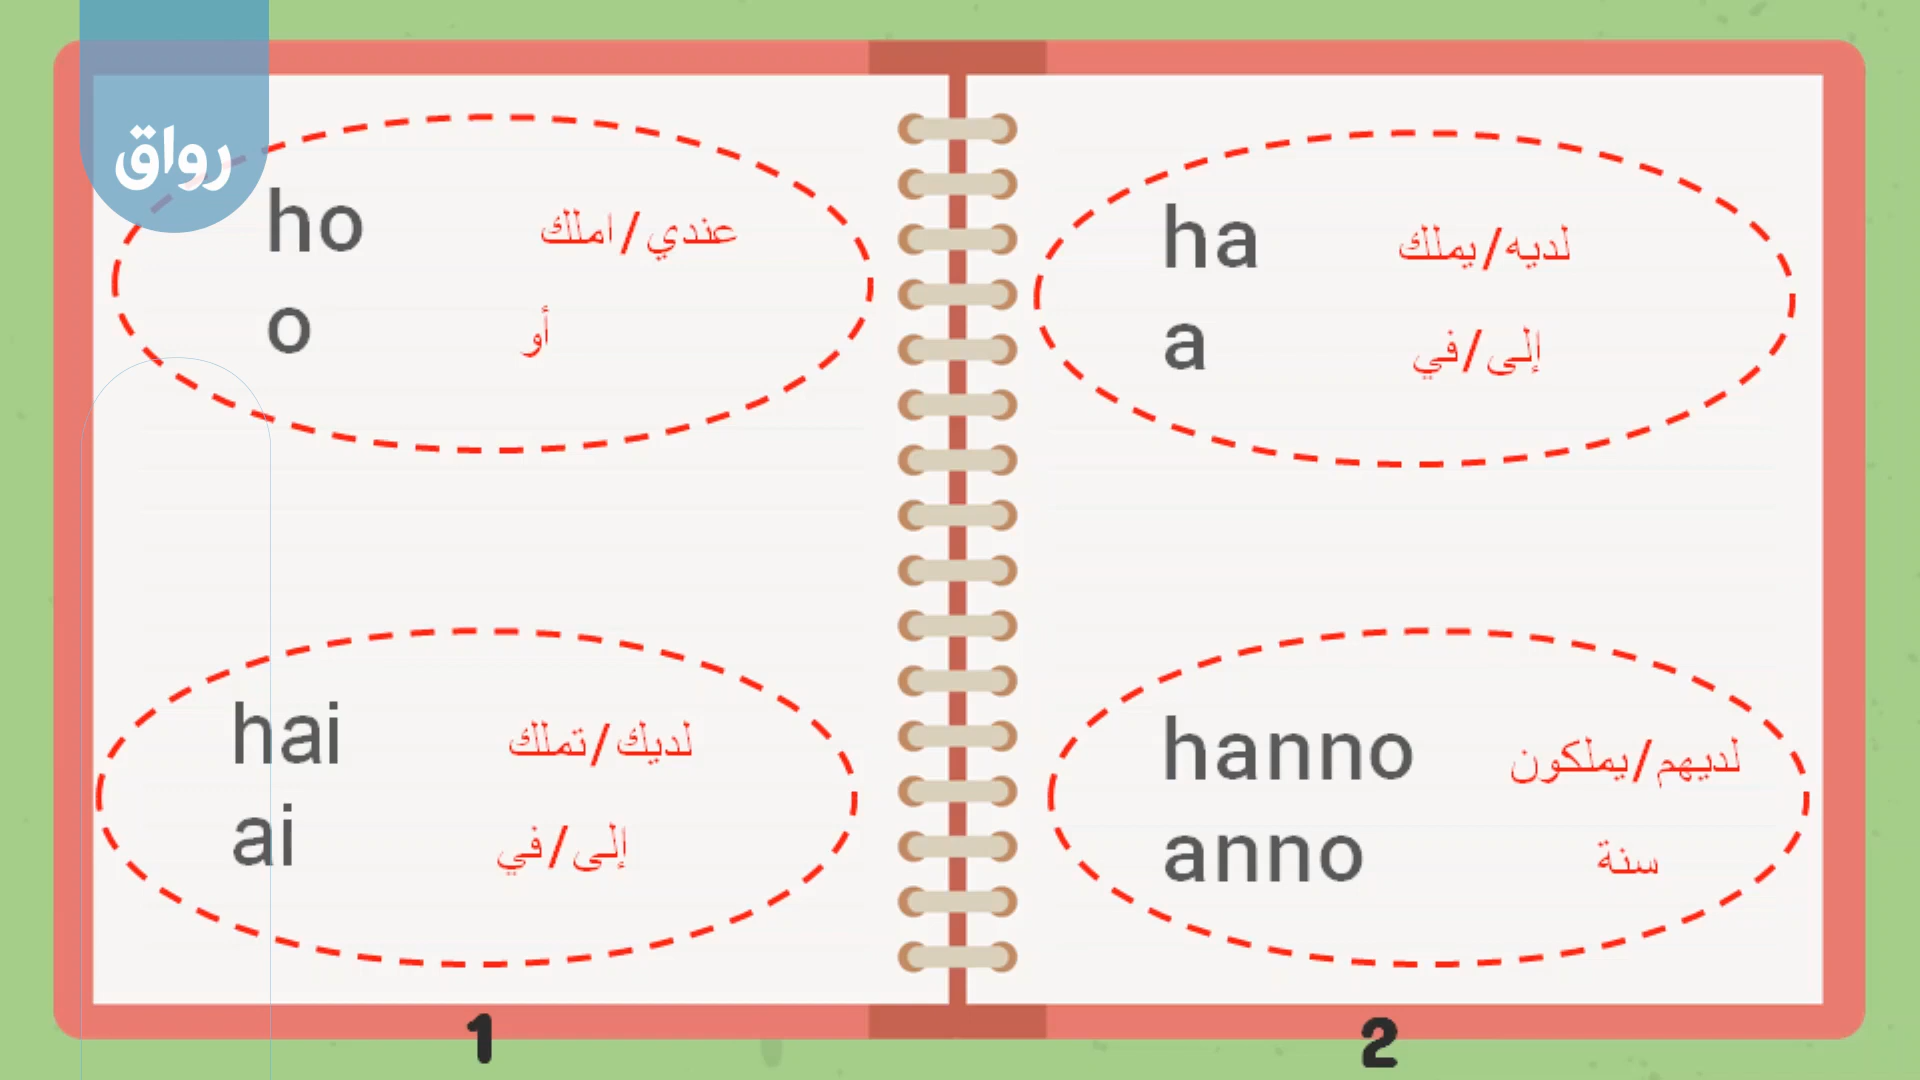 رواق
ho عندي/املك
o أو
hai لديك/تملك
ai إلى/في
1
ha لديه/يملك
a إلى/في
hanno لديهم/يملكون
anno سنة
2